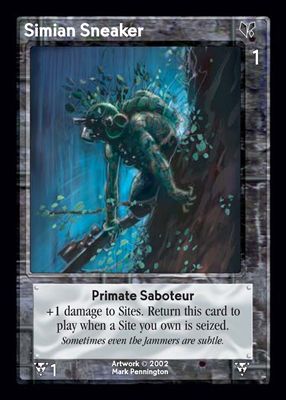 Simian Sneaker
1
Primate Saboteur
+1 damage to Sites. Return this card to
play when a Site you own is seized.
Sometimes even the Jammers are subtle.
1
Artwork © 2002
Mark Pennington